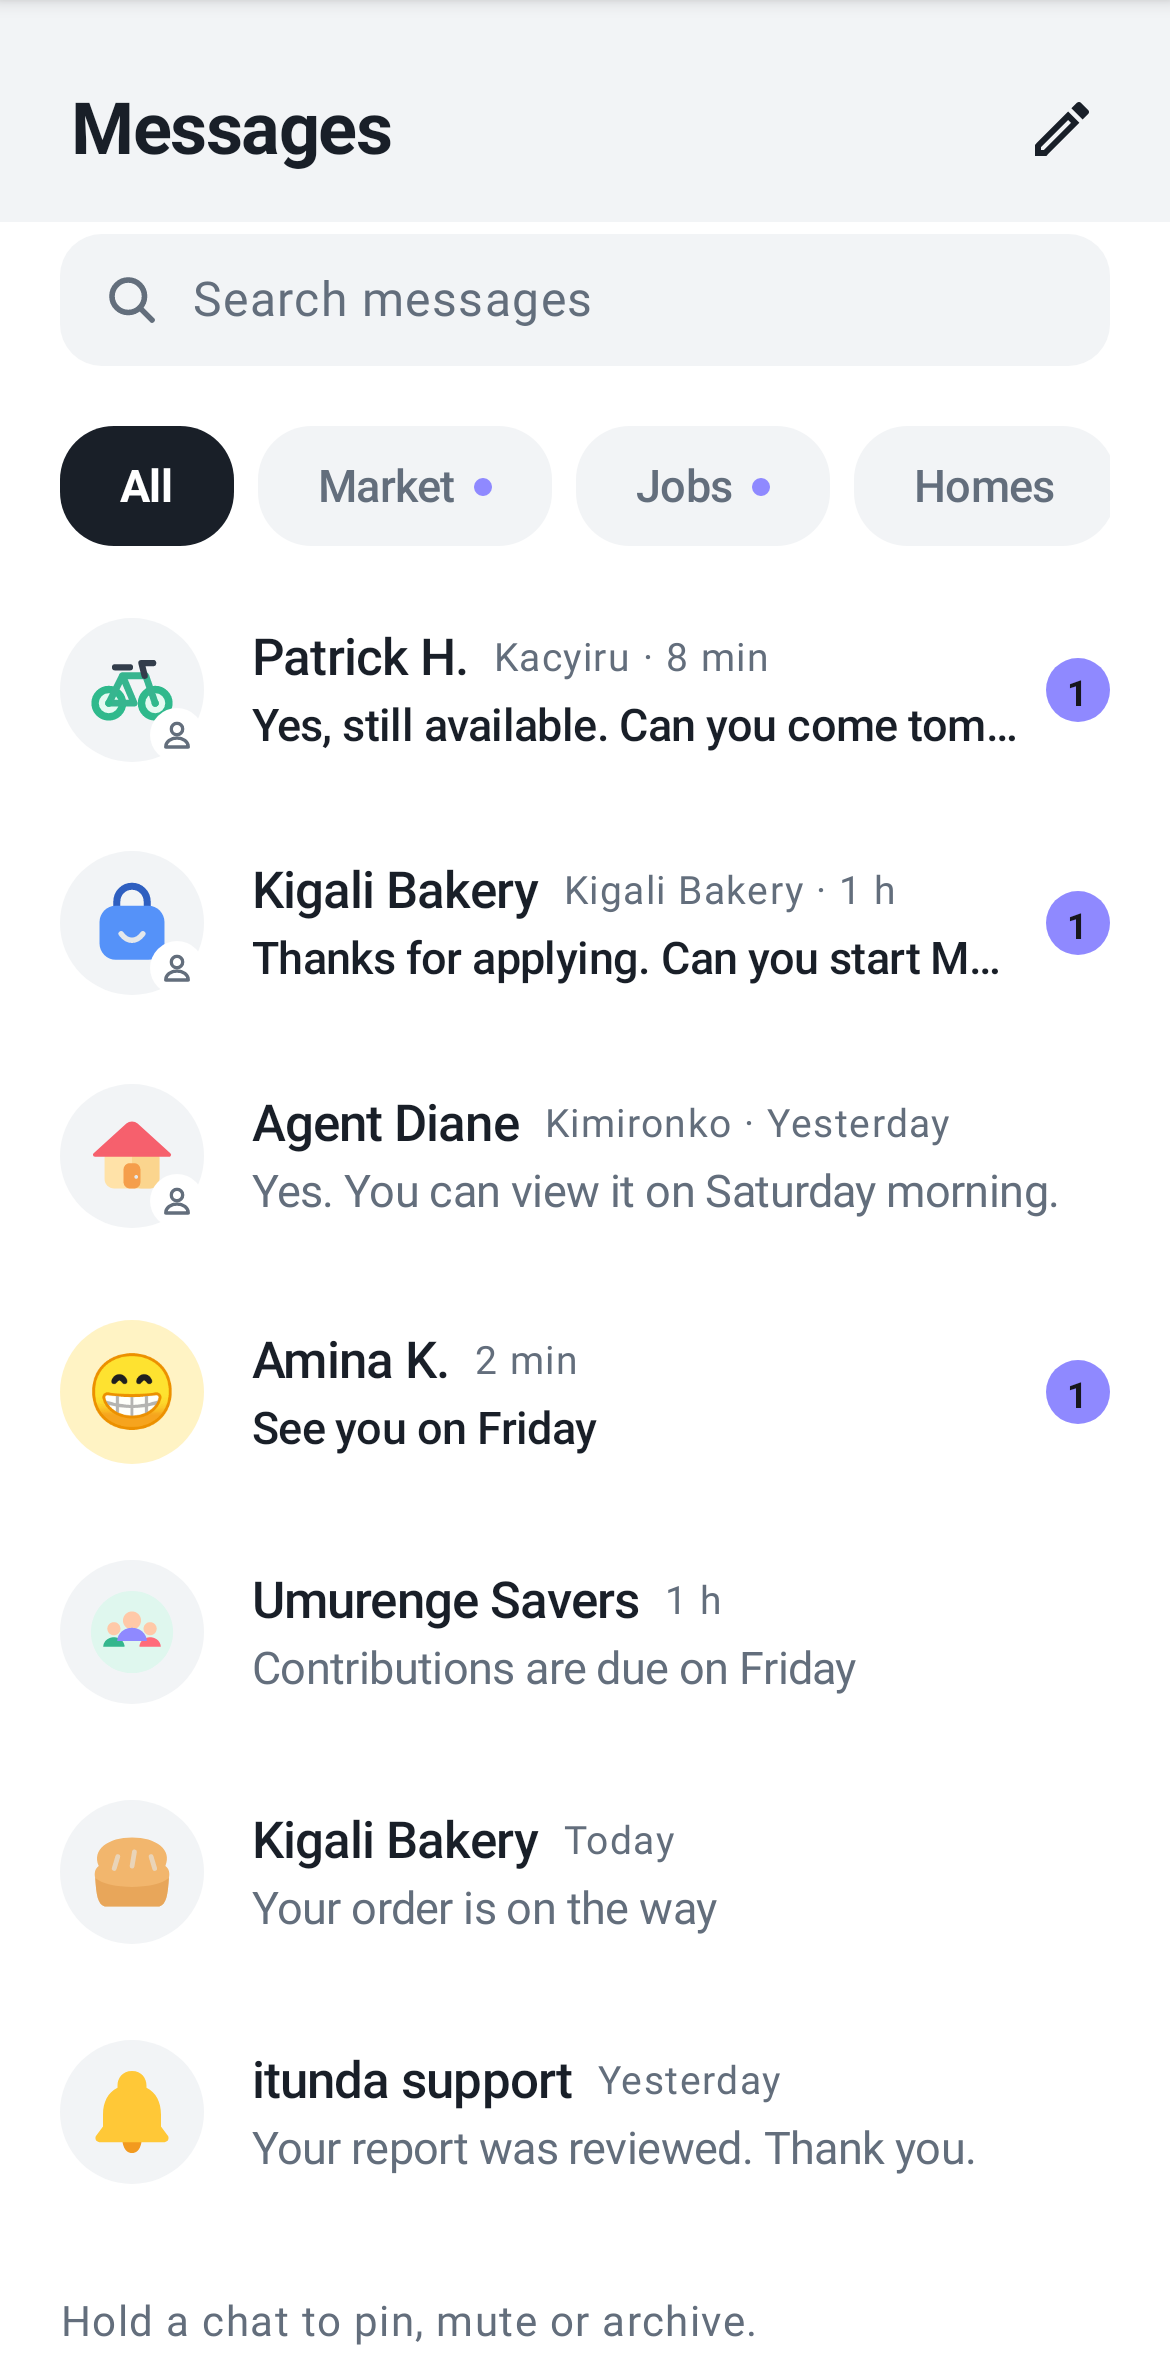 Messages
Search messages
All Market Jobs Homes
Patrick H. Kacyiru · 8 min
Yes, still available. Can you come tom...
1
Kigali Bakery Kigali Bakery · 1 h
Thanks for applying. Can you start M...
1
Agent Diane Kimironko · Yesterday
Yes. You can view it on Saturday morning.
Amina K. 2 min
See you on Friday
1
Umurenge Savers 1 h
Contributions are due on Friday
Kigali Bakery Today
Your order is on the way
itunda support Yesterday
Your report was reviewed. Thank you.
Hold a chat to pin, mute or archive.